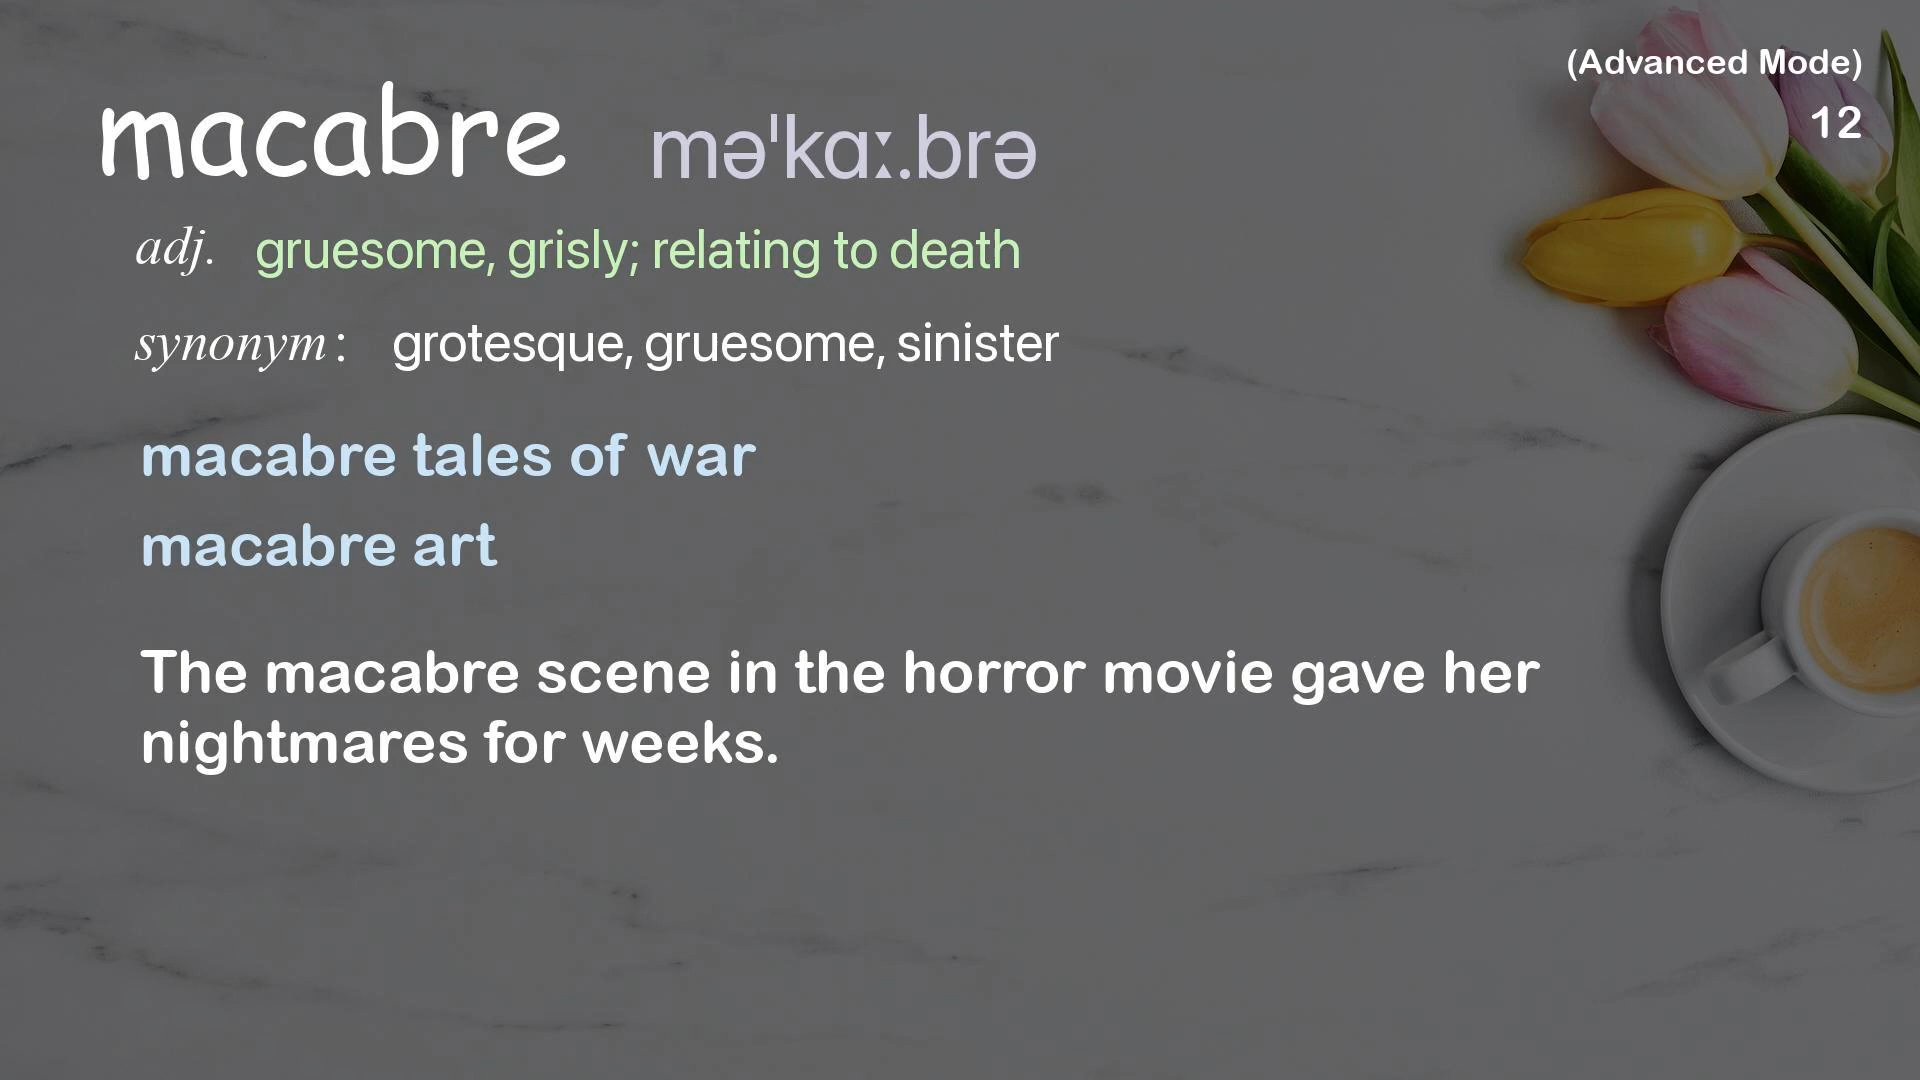 (Advanced Mode)
12
macabre məˈkɑː.brə
adj. gruesome, grisly; relating to death
synonym : grotesque, gruesome, sinister
macabre tales of war
macabre art
The macabre scene in the horror movie gave her
nightmares for weeks.